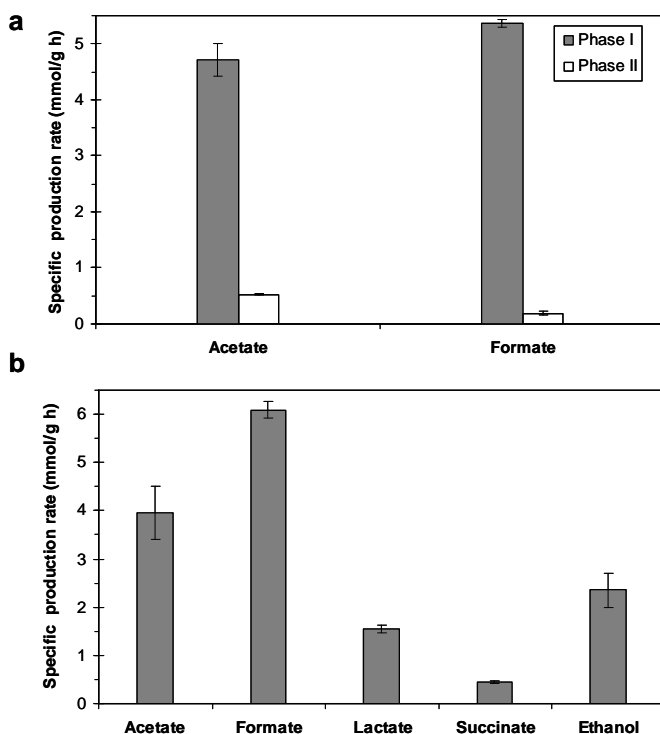 a
Specific production rate (mmol/g h)
5
4
3
2
1
0
Phase I
Phase II
Acetate
Formate
b
Specific production rate (mmol/g h)
6
5
4
3
2
1
0
Acetate
Formate
Lactate
Succinate
Ethanol